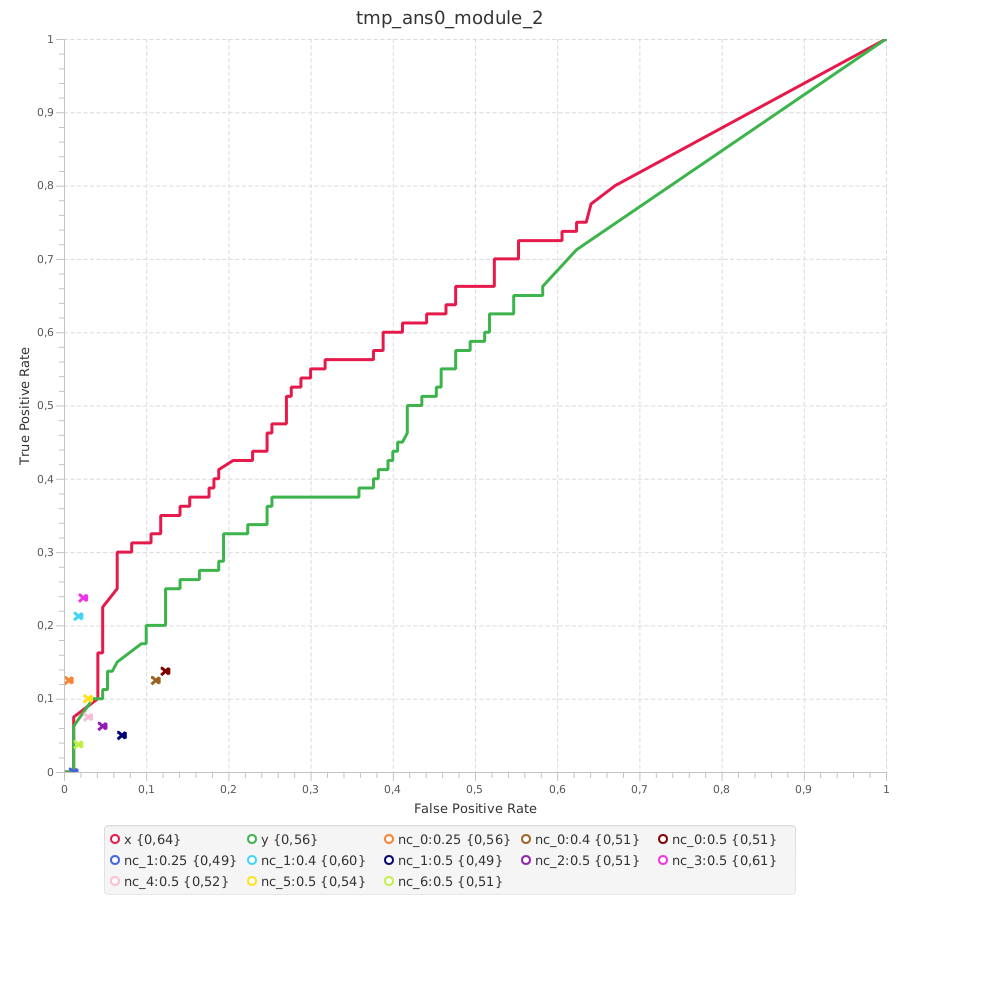 tmp_ans0_module_2
1
0,9
0,8
0,7
0,6
0,5
0,4
0,3
0,2
0,1
0
True Positive Rate
0 0,1 0,2 0,3 0,4 0,5 0,6 0,7 0,8 0,9 1
False Positive Rate
x {0,64} y {0,56} nc_0:0.25 {0,56} nc_0:0.4 {0,51} nc_0:0.5 {0,51}
nc_1:0.25 {0,49} nc_1:0.4 {0,60} nc_1:0.5 {0,49} nc_2:0.5 {0,51} nc_3:0.5 {0,61}
nc_4:0.5 {0,52} nc_5:0.5 {0,54} nc_6:0.5 {0,51}